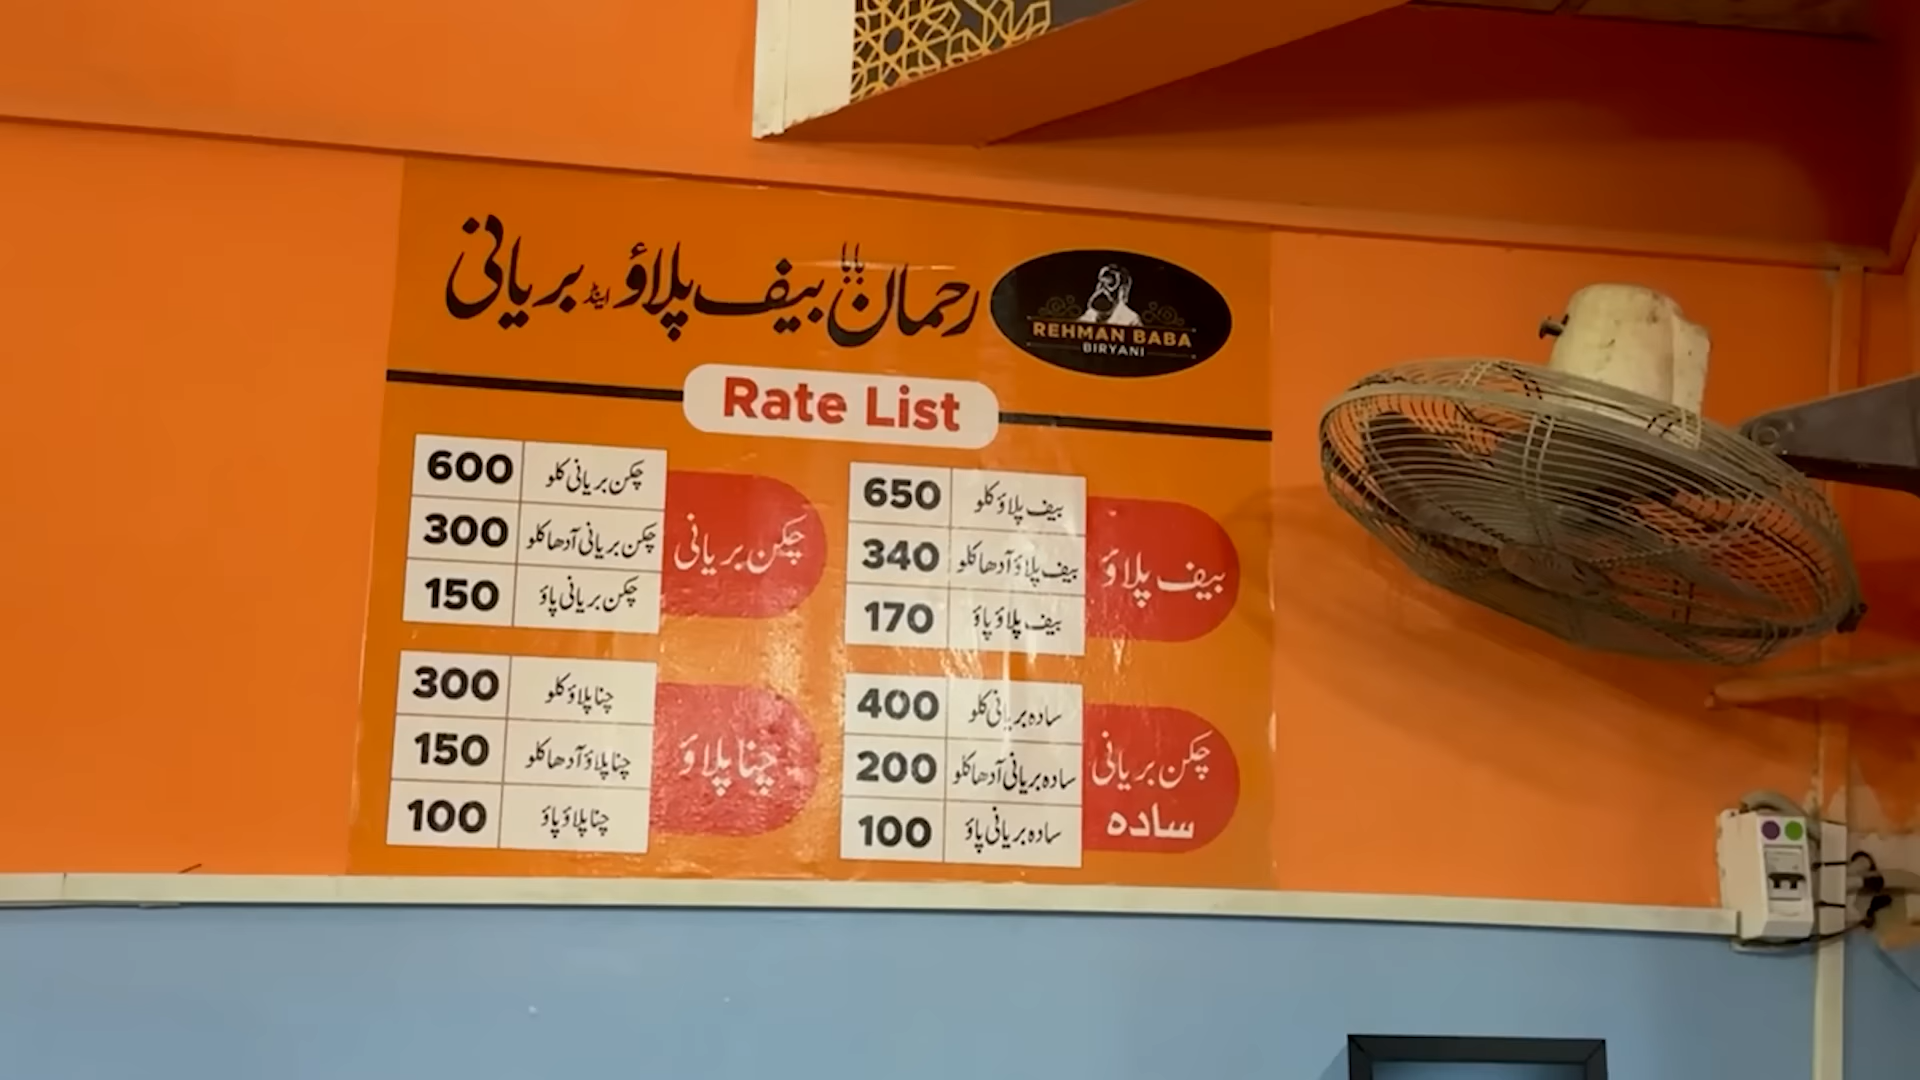 رحمان بابا بیف پلاؤ اینڈ بریانی
REHMAN BABA
BIRYANI
Rate List
بیف پلاؤ
بیف پلاؤ کلو 650
بیف پلاؤ آدھا کلو 340
بیف پلاؤ پاؤ 170
چکن بریانی
چکن بریانی کلو 600
چکن بریانی آدھا کلو 300
چکن بریانی پاؤ 150
چکن بریانی
سادہ
سادہ بریانی کلو 400
سادہ بریانی آدھا کلو 200
سادہ بریانی پاؤ 100
چنا پلاؤ
چنا پلاؤ کلو 300
چنا پلاؤ آدھا کلو 150
چنا پلاؤ پاؤ 100